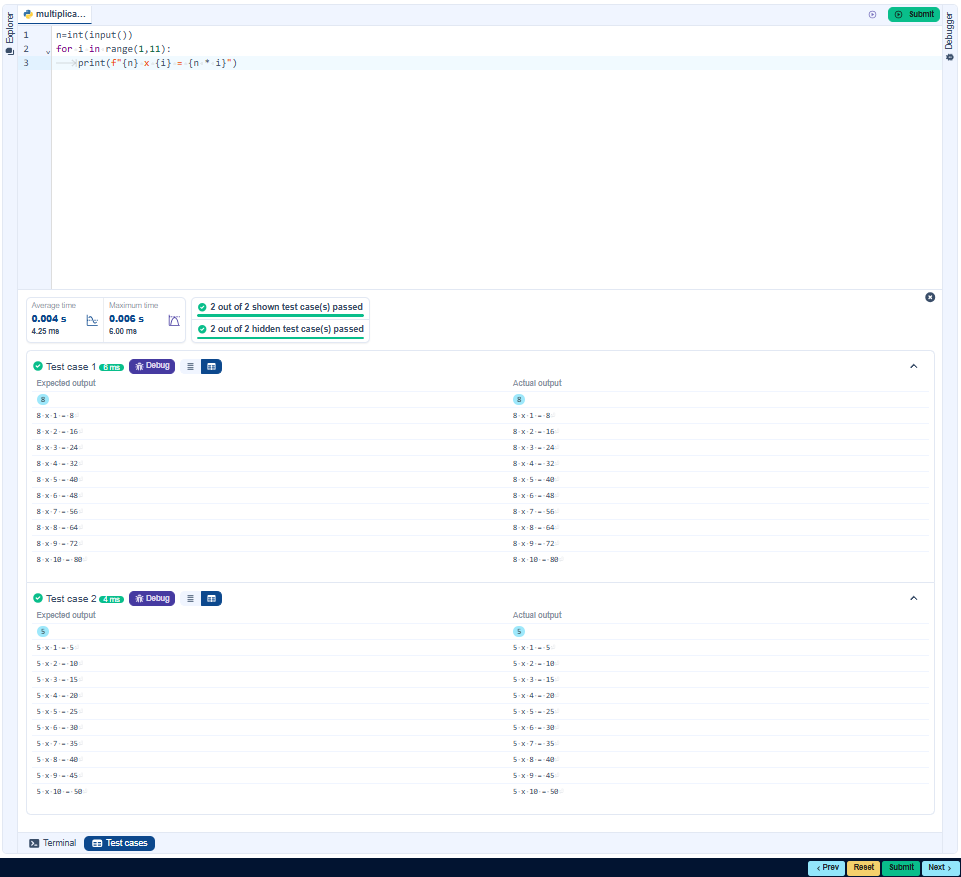 Explorer
multiplica...
Submit
Debugger
1 n=int(input())
2 for i in range(1,11):
3 print(f"{n} x {i} = {n * i}")
Average time
0.004 s
4.25 ms
Maximum time
0.006 s
6.00 ms
2 out of 2 shown test case(s) passed
2 out of 2 hidden test case(s) passed
Test case 1 6 ms Debug
Expected output Actual output
8 8
8 x 1 = 8 8 x 1 = 8
8 x 2 = 16 8 x 2 = 16
8 x 3 = 24 8 x 3 = 24
8 x 4 = 32 8 x 4 = 32
8 x 5 = 40 8 x 5 = 40
8 x 6 = 48 8 x 6 = 48
8 x 7 = 56 8 x 7 = 56
8 x 8 = 64 8 x 8 = 64
8 x 9 = 72 8 x 9 = 72
8 x 10 = 80 8 x 10 = 80
Test case 2 4 ms Debug
Expected output Actual output
5 5
5 x 1 = 5 5 x 1 = 5
5 x 2 = 10 5 x 2 = 10
5 x 3 = 15 5 x 3 = 15
5 x 4 = 20 5 x 4 = 20
5 x 5 = 25 5 x 5 = 25
5 x 6 = 30 5 x 6 = 30
5 x 7 = 35 5 x 7 = 35
5 x 8 = 40 5 x 8 = 40
5 x 9 = 45 5 x 9 = 45
5 x 10 = 50 5 x 10 = 50
Terminal Test cases
‹ Prev Reset Submit Next ›